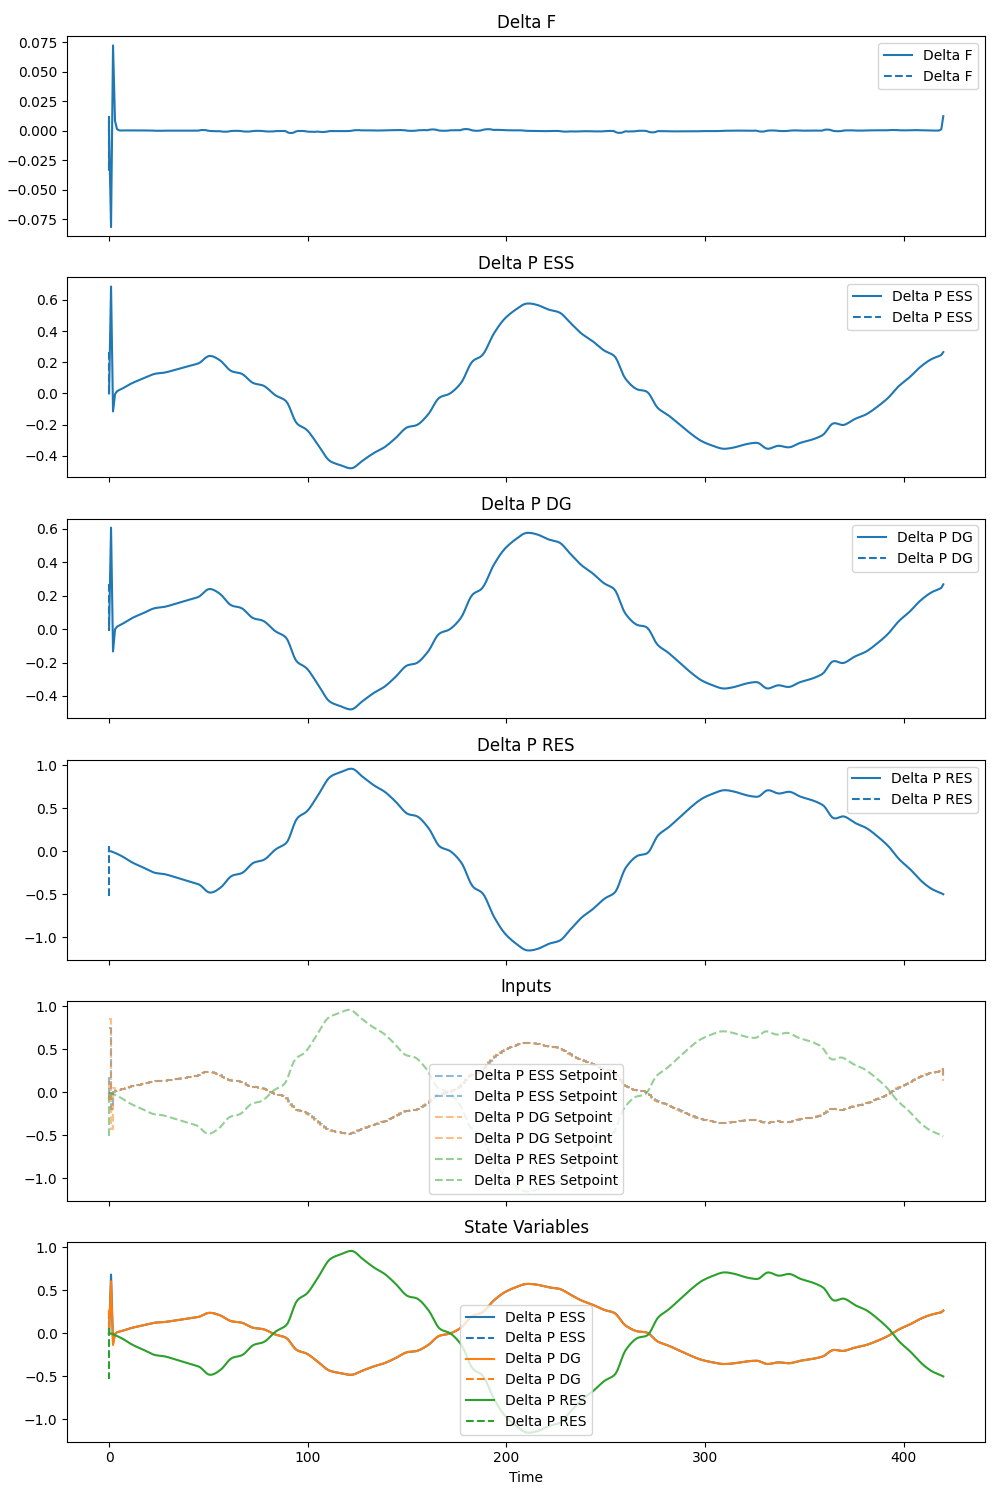 Delta F
0.075
0.050
0.025
0.000
−0.025
−0.050
−0.075
Delta F
Delta F
Delta P ESS
0.6
0.4
0.2
0.0
−0.2
−0.4
Delta P ESS
Delta P ESS
Delta P DG
0.6
0.4
0.2
0.0
−0.2
−0.4
Delta P DG
Delta P DG
Delta P RES
1.0
0.5
0.0
−0.5
−1.0
Delta P RES
Delta P RES
Inputs
1.0
0.5
0.0
−0.5
−1.0
Delta P ESS Setpoint
Delta P ESS Setpoint
Delta P DG Setpoint
Delta P DG Setpoint
Delta P RES Setpoint
Delta P RES Setpoint
State Variables
1.0
0.5
0.0
−0.5
−1.0
Delta P ESS
Delta P ESS
Delta P DG
Delta P DG
Delta P RES
Delta P RES
0 100 200 300 400
Time